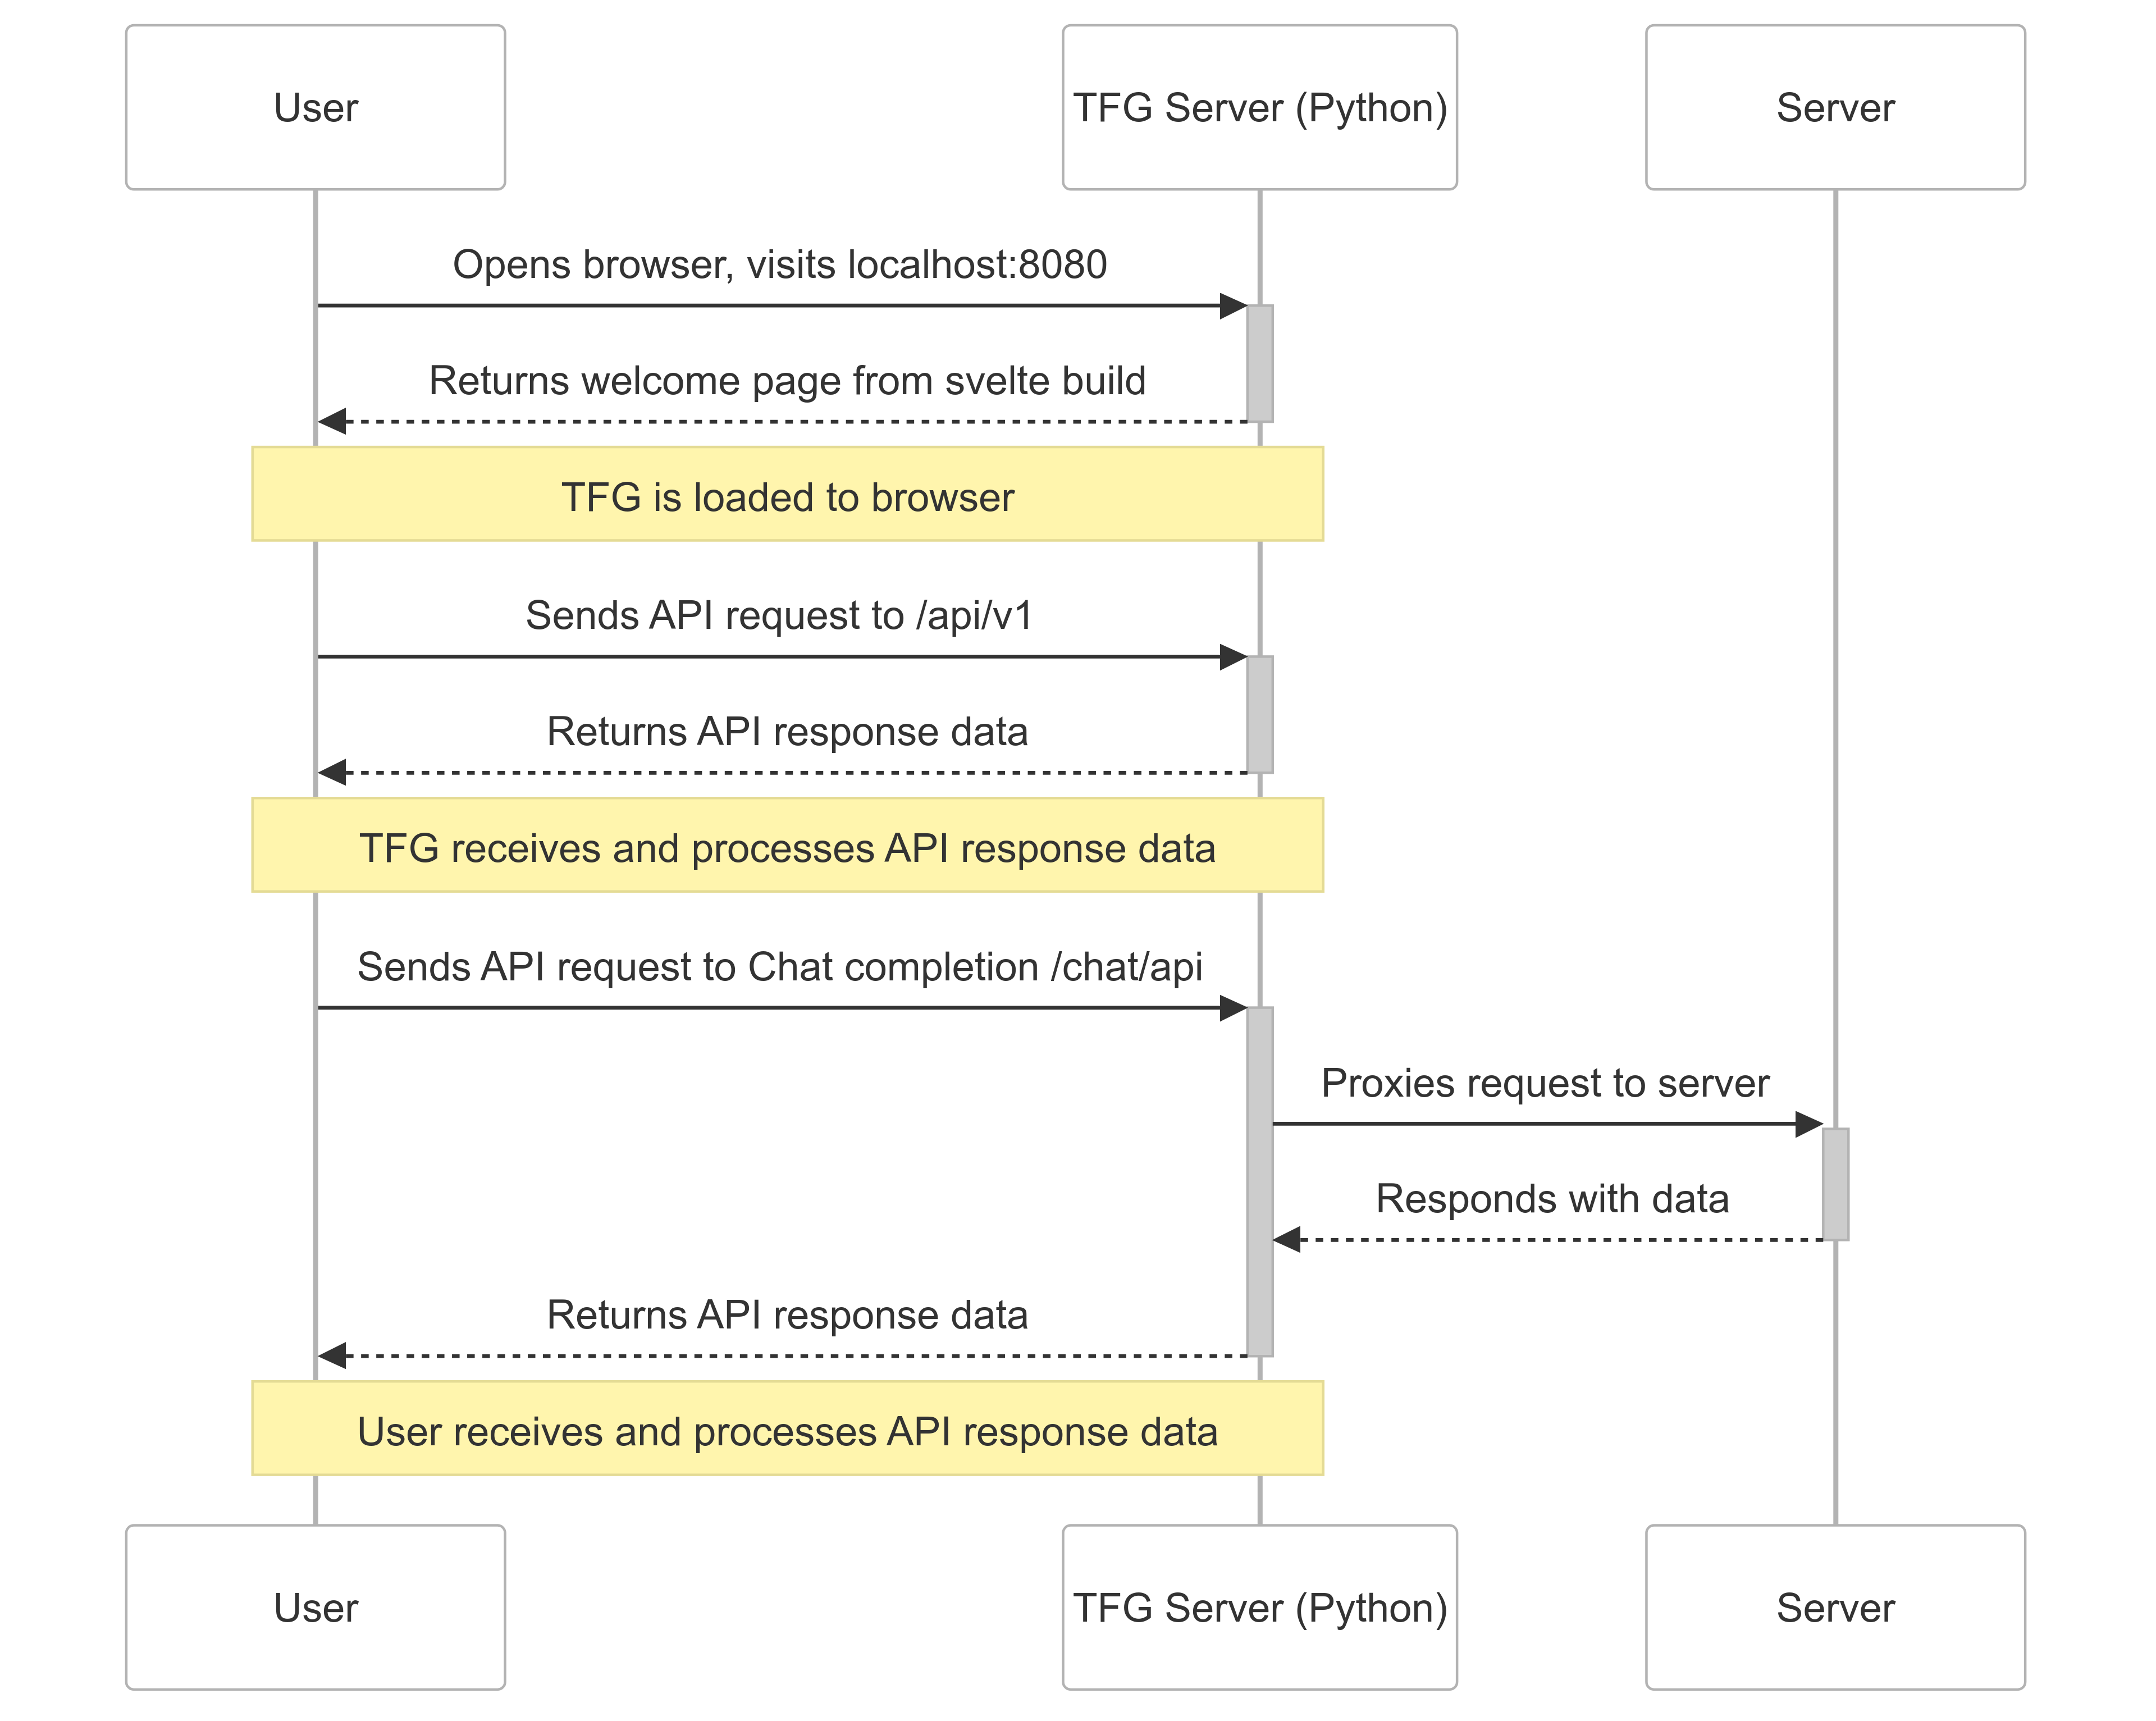 User
TFG Server (Python)
Server
Opens browser, visits localhost:8080
Returns welcome page from svelte build
TFG is loaded to browser
Sends API request to /api/v1
Returns API response data
TFG receives and processes API response data
Sends API request to Chat completion /chat/api
Proxies request to server
Responds with data
Returns API response data
User receives and processes API response data
User
TFG Server (Python)
Server